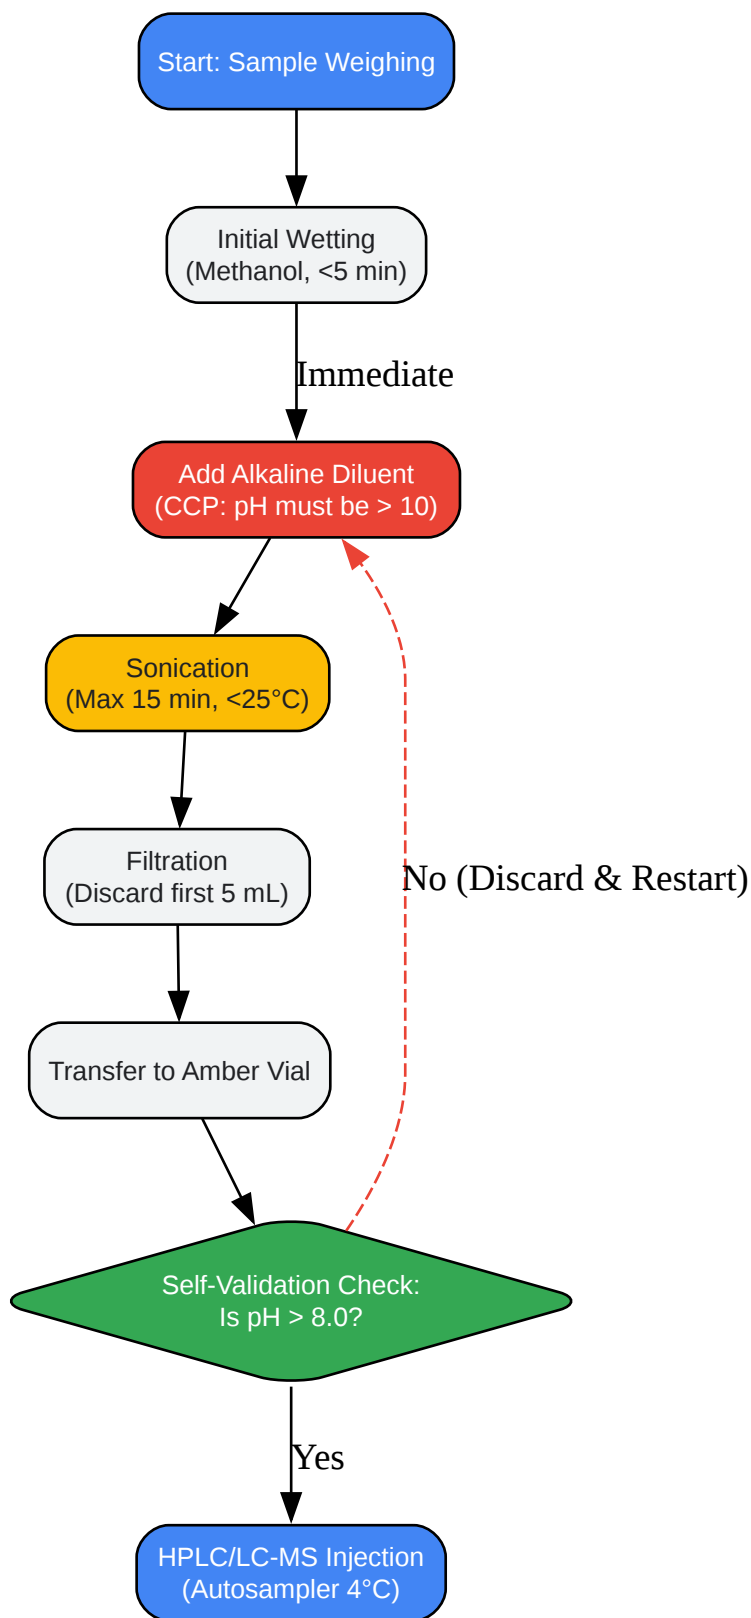 Start: Sample Weighing
Initial Wetting
(Methanol, <5 min)
Immediate
Add Alkaline Diluent
(CCP: pH must be > 10)
Sonication
(Max 15 min, <25°C)
Filtration
(Discard first 5 mL)
No (Discard & Restart)
Transfer to Amber Vial
Self-Validation Check:
Is pH > 8.0?
Yes
HPLC/LC-MS Injection
(Autosampler 4°C)